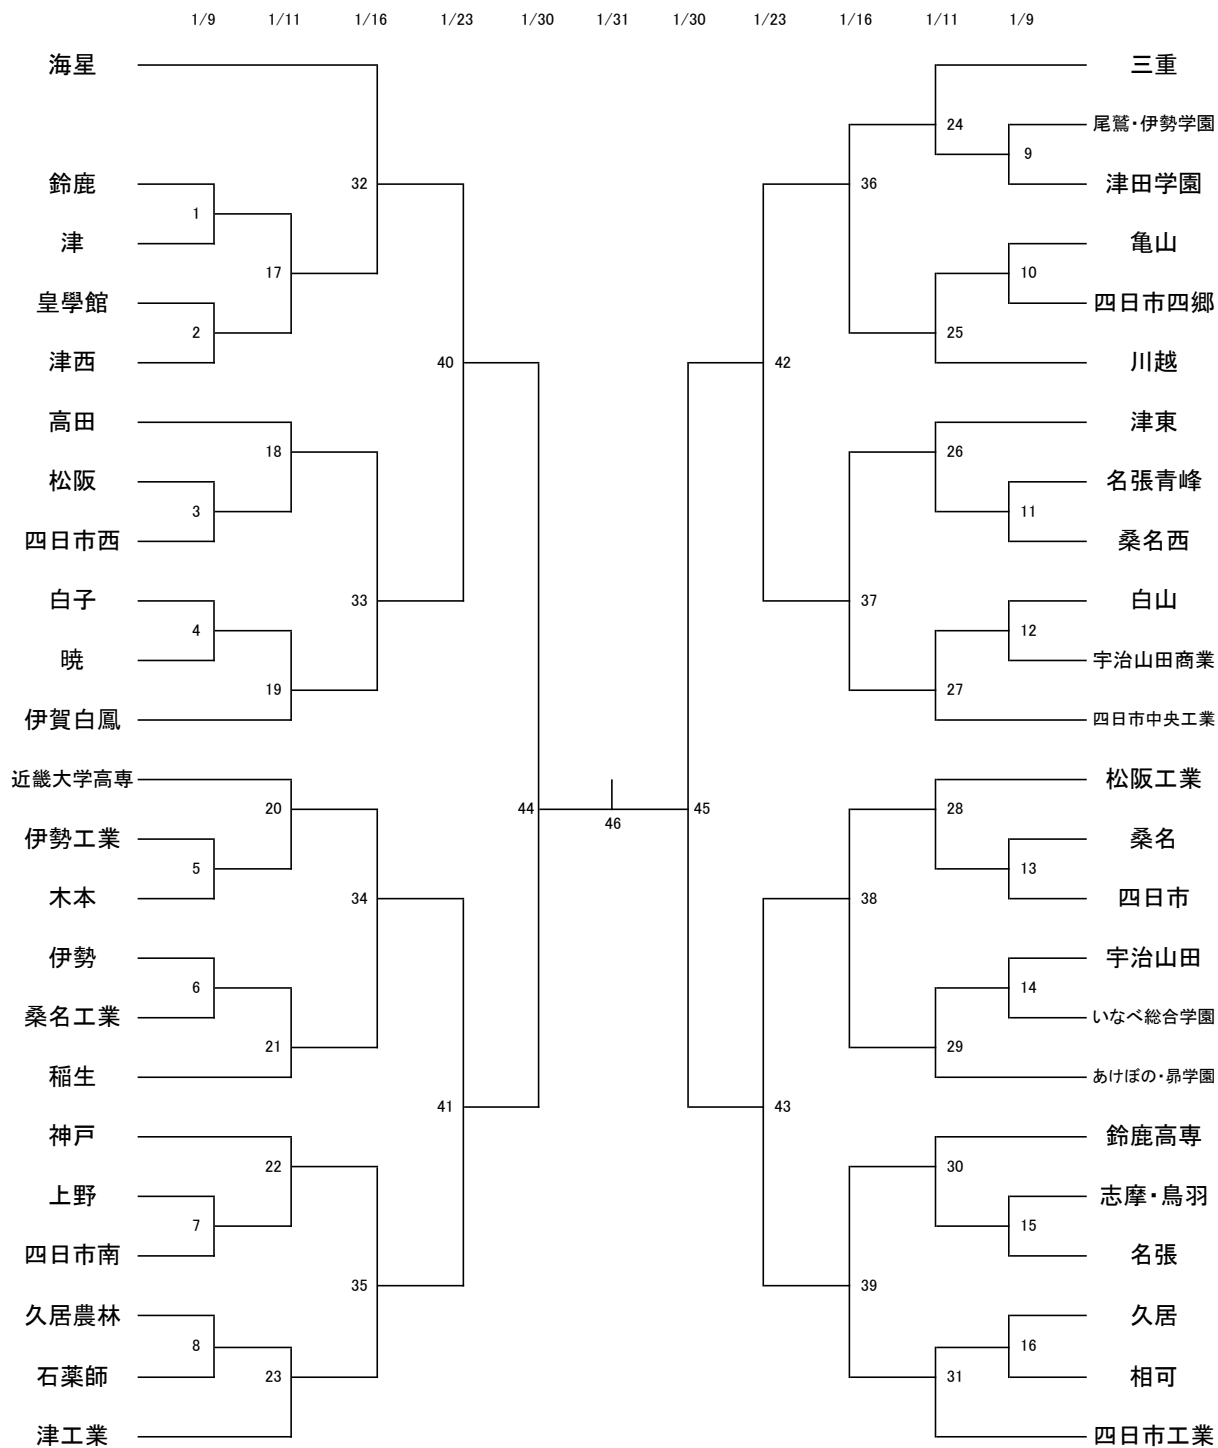 1/9 1/11 1/16 1/23 1/30 1/31 1/30 1/23 1/16 1/11 1/9
海星 三重
24 尾鷲・伊勢学園
9
鈴鹿 32 36 津田学園
1
津 亀山
17 10
皇學館 四日市四郷
2 25
津西 40 42 川越
高田 津東
18 26
松阪 名張青峰
3 11
四日市西 桑名西
白子 33 37 白山
4 12
暁 宇治山田商業
19 27
伊賀白鳳 四日市中央工業
近畿大学高専 松阪工業
20 44 45 28
46
伊勢工業 桑名
5 13
木本 34 38 四日市
伊勢 宇治山田
6 14
桑名工業 いなべ総合学園
21 29
稲生 あけぼの・昴学園
41 43
神戸 鈴鹿高専
22 30
上野 志摩・鳥羽
7 15
四日市南 名張
35 39
久居農林 久居
8 16
石薬師 23 31 相可
津工業 四日市工業